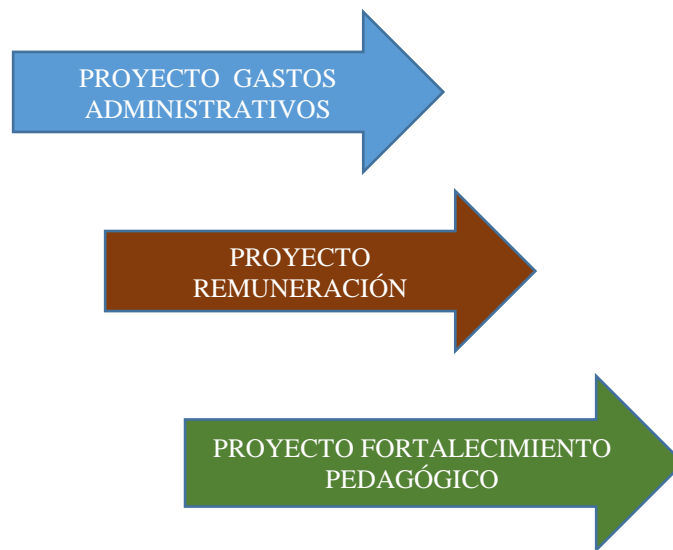 PROYECTO GASTOS
ADMINISTRATIVOS
PROYECTO
REMUNERACIÓN
PROYECTO FORTALECIMIENTO
PEDAGÓGICO